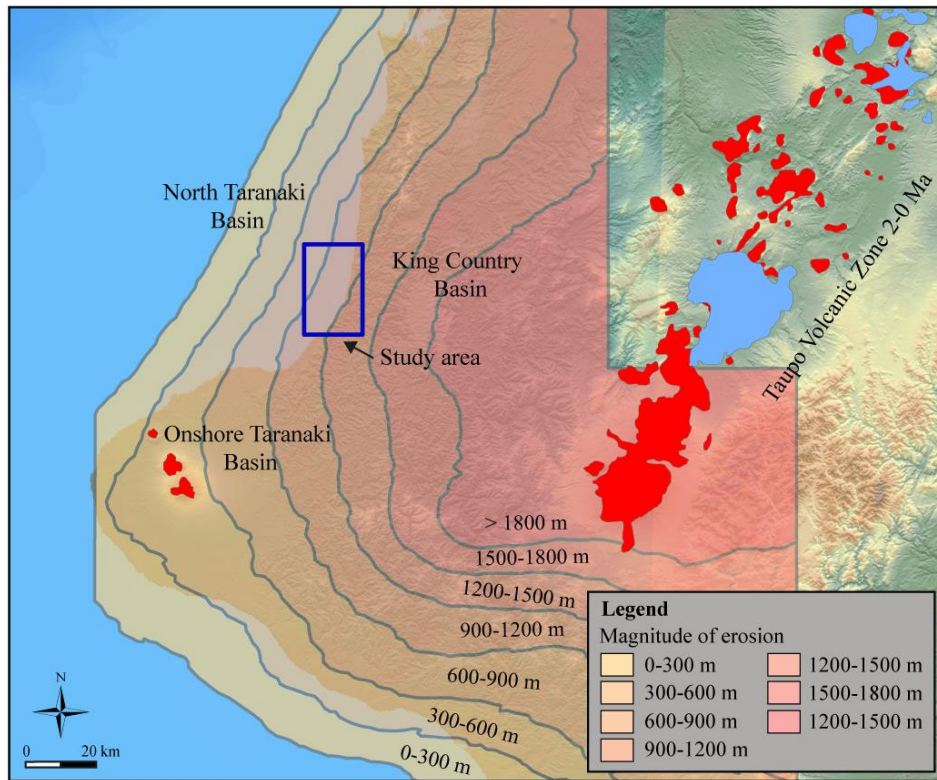 North Taranaki
Basin
King Country
Basin
Study area
Onshore Taranaki
Basin
Taupo Volcanic Zone 2-0 Ma
> 1800 m
1500-1800 m
1200-1500 m
900-1200 m
600-900 m
300-600 m
0-300 m
N
0 20 km
Legend
Magnitude of erosion
0-300 m
300-600 m
600-900 m
900-1200 m
1200-1500 m
1500-1800 m
1200-1500 m